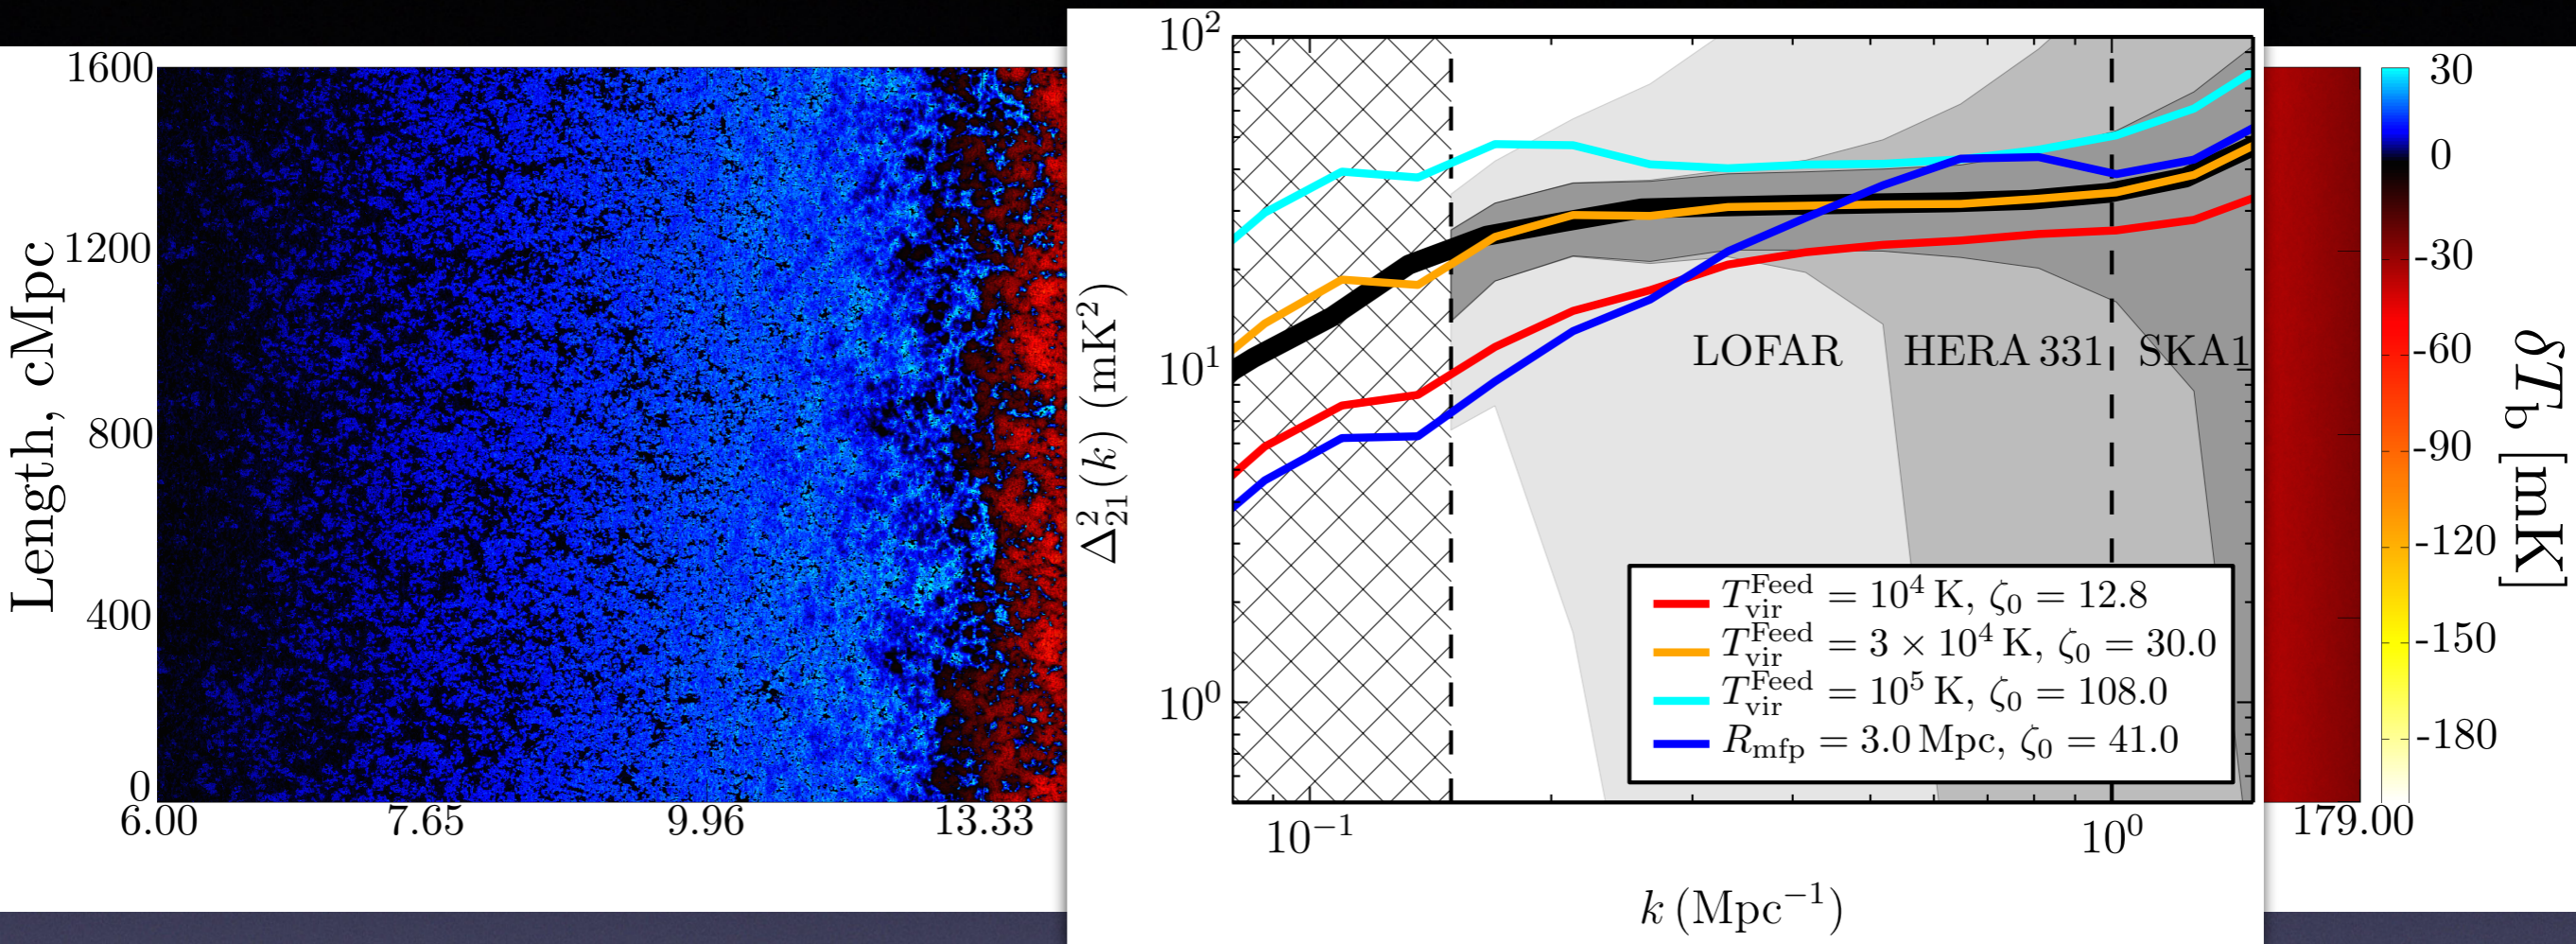 Length, cMpc
1600
1200
800
400
0
6.00
7.65
9.96
13.33
179.00
Δ²₂₁(k) (mK²)
10²
10¹
10⁰
LOFAR
HERA 331
SKA1
T_vir^Feed = 10⁴ K, ζ₀ = 12.8
T_vir^Feed = 3 × 10⁴ K, ζ₀ = 30.0
T_vir^Feed = 10⁵ K, ζ₀ = 108.0
R_mfp = 3.0 Mpc, ζ₀ = 41.0
10⁻¹
10⁰
k (Mpc⁻¹)
30
0
-30
-60
-90
-120
-150
-180
δT_b [mK]